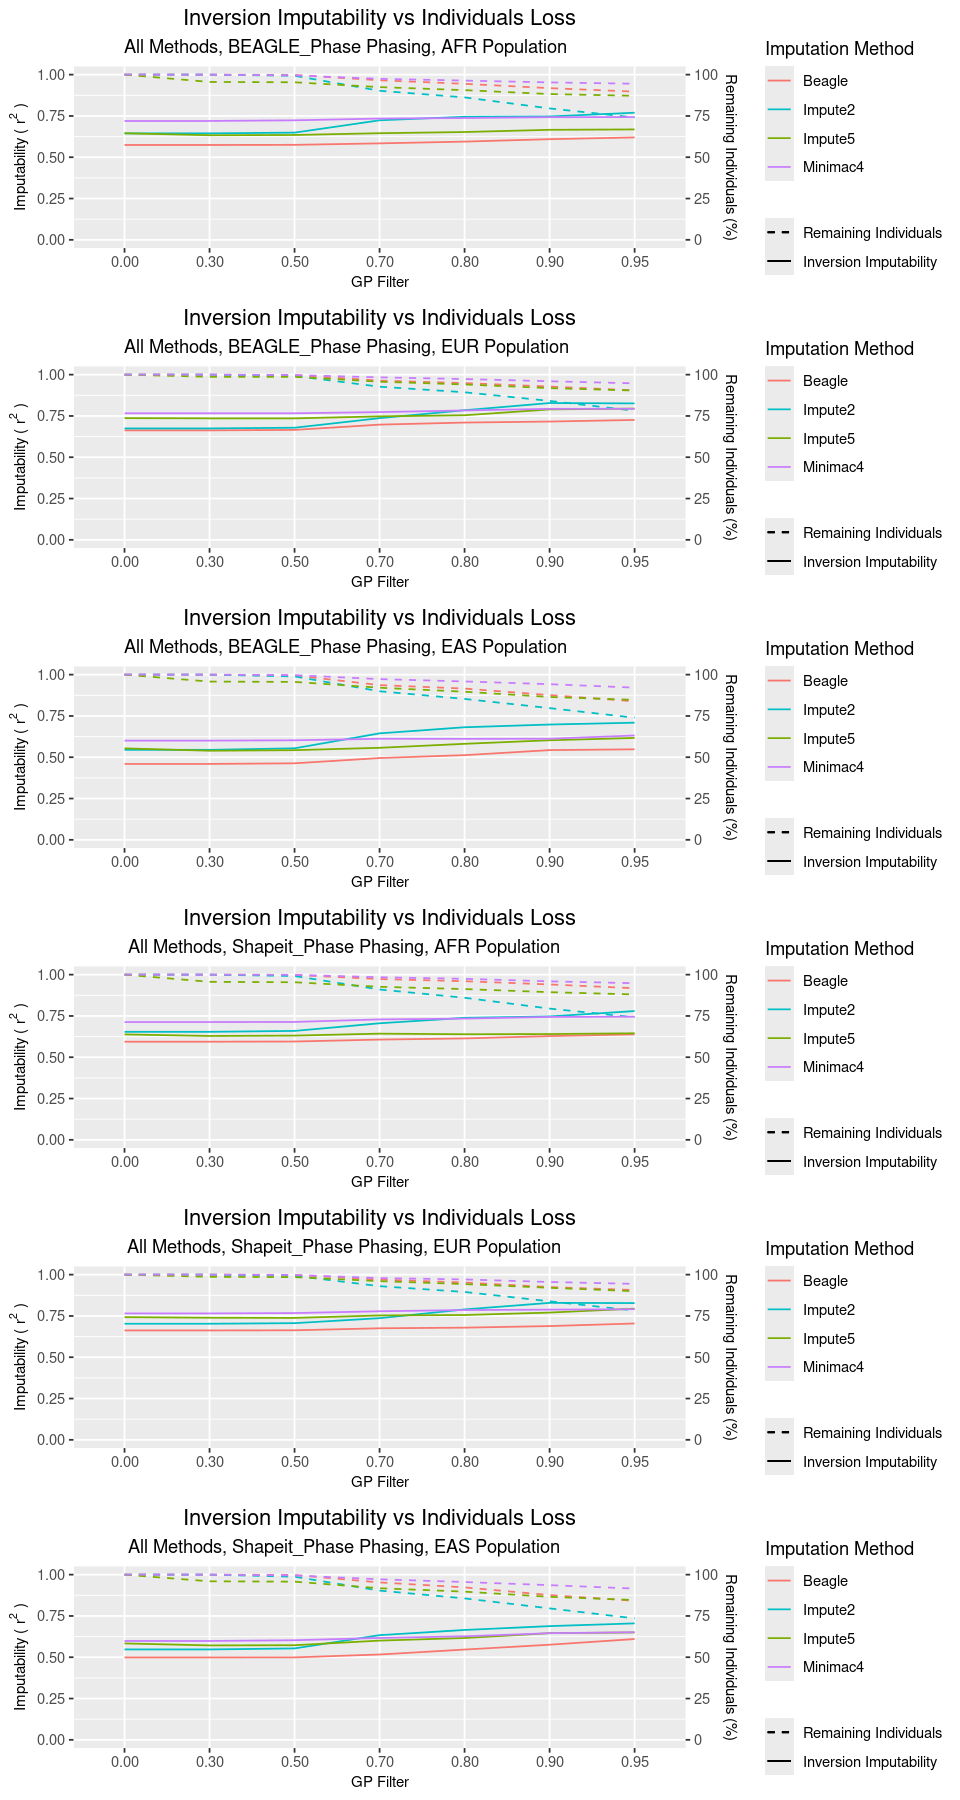 Inversion Imputability vs Individuals Loss
All Methods, BEAGLE_Phase Phasing, AFR Population
Imputability ( r2 )
1.00
0.75
0.50
0.25
0.00
100
75
50
25
0
Remaining Individuals (%)
0.00 0.30 0.50 0.70 0.80 0.90 0.95
GP Filter
Imputation Method
Beagle
Impute2
Impute5
Minimac4
Remaining Individuals
Inversion Imputability
Inversion Imputability vs Individuals Loss
All Methods, BEAGLE_Phase Phasing, EUR Population
Imputability ( r2 )
1.00
0.75
0.50
0.25
0.00
100
75
50
25
0
Remaining Individuals (%)
0.00 0.30 0.50 0.70 0.80 0.90 0.95
GP Filter
Imputation Method
Beagle
Impute2
Impute5
Minimac4
Remaining Individuals
Inversion Imputability
Inversion Imputability vs Individuals Loss
All Methods, BEAGLE_Phase Phasing, EAS Population
Imputability ( r2 )
1.00
0.75
0.50
0.25
0.00
100
75
50
25
0
Remaining Individuals (%)
0.00 0.30 0.50 0.70 0.80 0.90 0.95
GP Filter
Imputation Method
Beagle
Impute2
Impute5
Minimac4
Remaining Individuals
Inversion Imputability
Inversion Imputability vs Individuals Loss
All Methods, Shapeit_Phase Phasing, AFR Population
Imputability ( r2 )
1.00
0.75
0.50
0.25
0.00
100
75
50
25
0
Remaining Individuals (%)
0.00 0.30 0.50 0.70 0.80 0.90 0.95
GP Filter
Imputation Method
Beagle
Impute2
Impute5
Minimac4
Remaining Individuals
Inversion Imputability
Inversion Imputability vs Individuals Loss
All Methods, Shapeit_Phase Phasing, EUR Population
Imputability ( r2 )
1.00
0.75
0.50
0.25
0.00
100
75
50
25
0
Remaining Individuals (%)
0.00 0.30 0.50 0.70 0.80 0.90 0.95
GP Filter
Imputation Method
Beagle
Impute2
Impute5
Minimac4
Remaining Individuals
Inversion Imputability
Inversion Imputability vs Individuals Loss
All Methods, Shapeit_Phase Phasing, EAS Population
Imputability ( r2 )
1.00
0.75
0.50
0.25
0.00
100
75
50
25
0
Remaining Individuals (%)
0.00 0.30 0.50 0.70 0.80 0.90 0.95
GP Filter
Imputation Method
Beagle
Impute2
Impute5
Minimac4
Remaining Individuals
Inversion Imputability